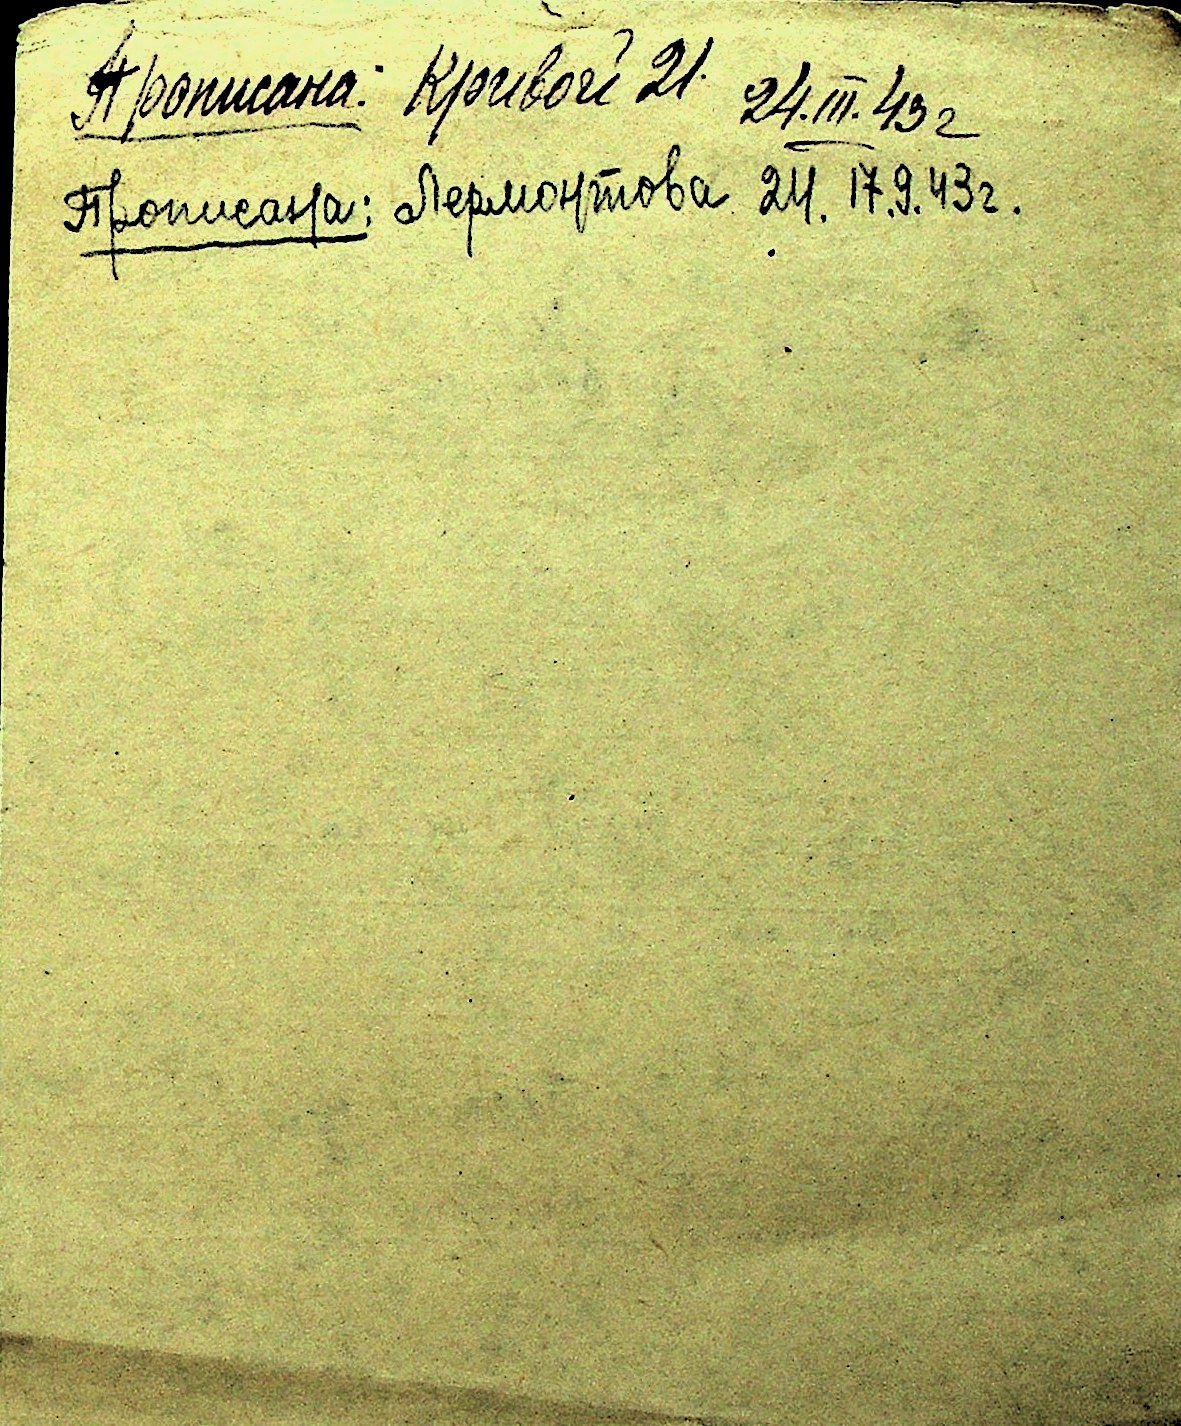 Прописана: Кривой 21. 24.III.43г
Прописана: Лермонтова 24. 17.9.43г.